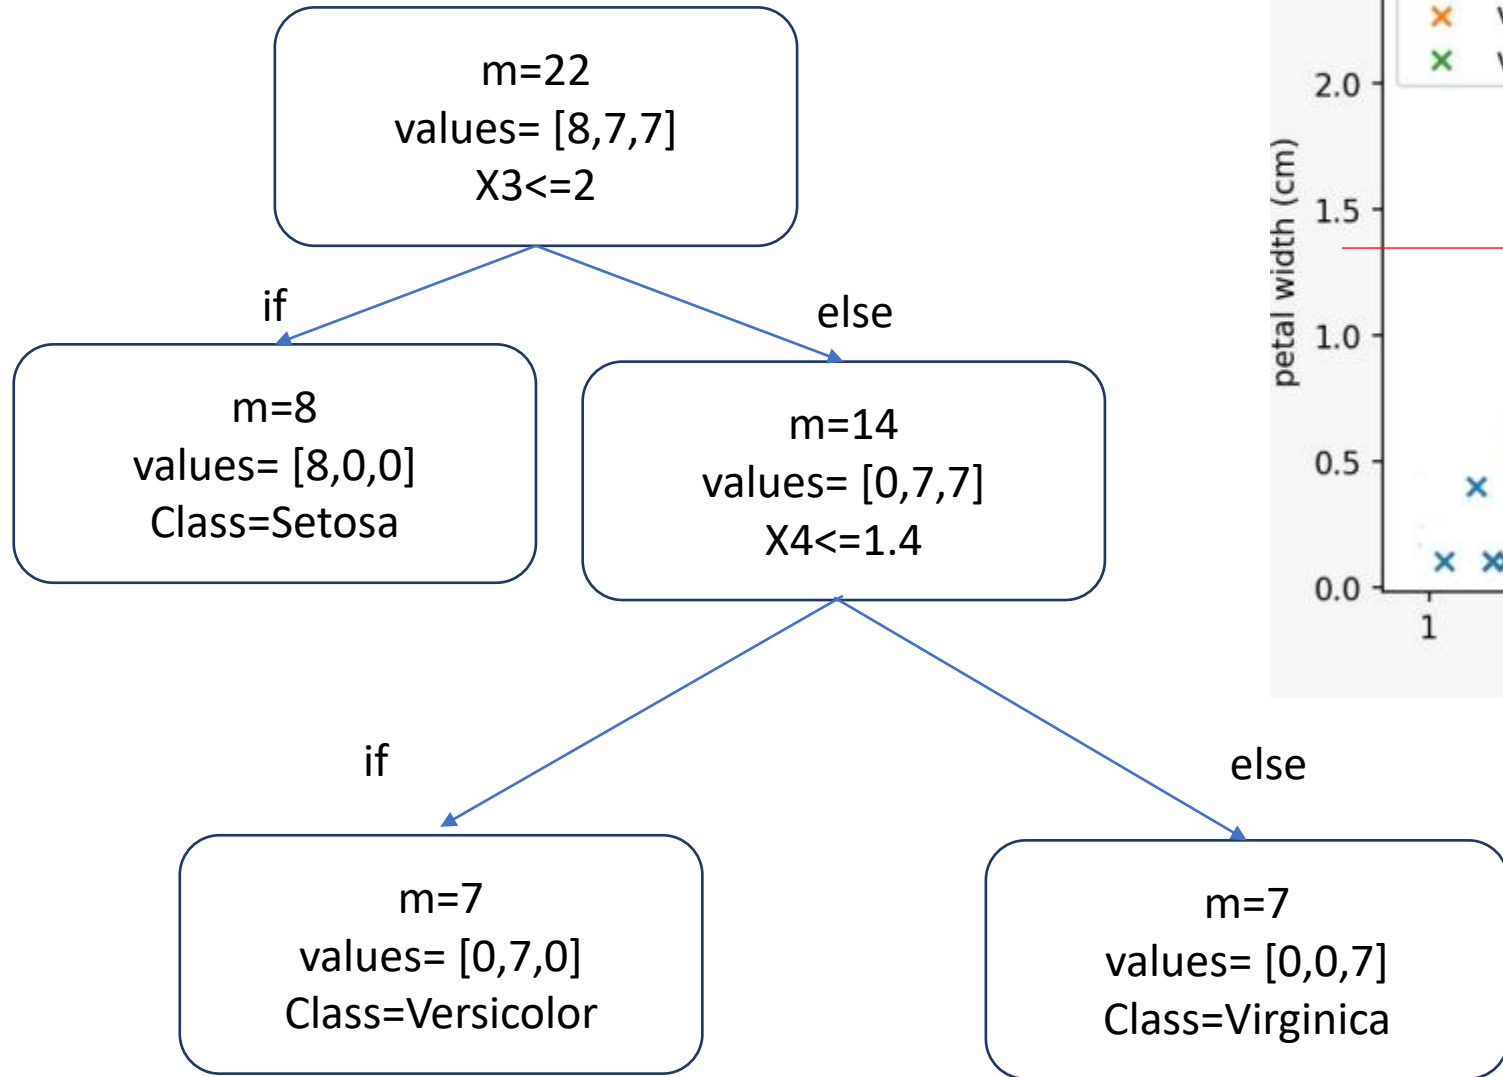 m=22
values= [8,7,7]
X3<=2
if
else
m=8
values= [8,0,0]
Class=Setosa
m=14
values= [0,7,7]
X4<=1.4
if
else
m=7
values= [0,7,0]
Class=Versicolor
m=7
values= [0,0,7]
Class=Virginica
petal width (cm)
2.0
1.5
1.0
0.5
0.0
1